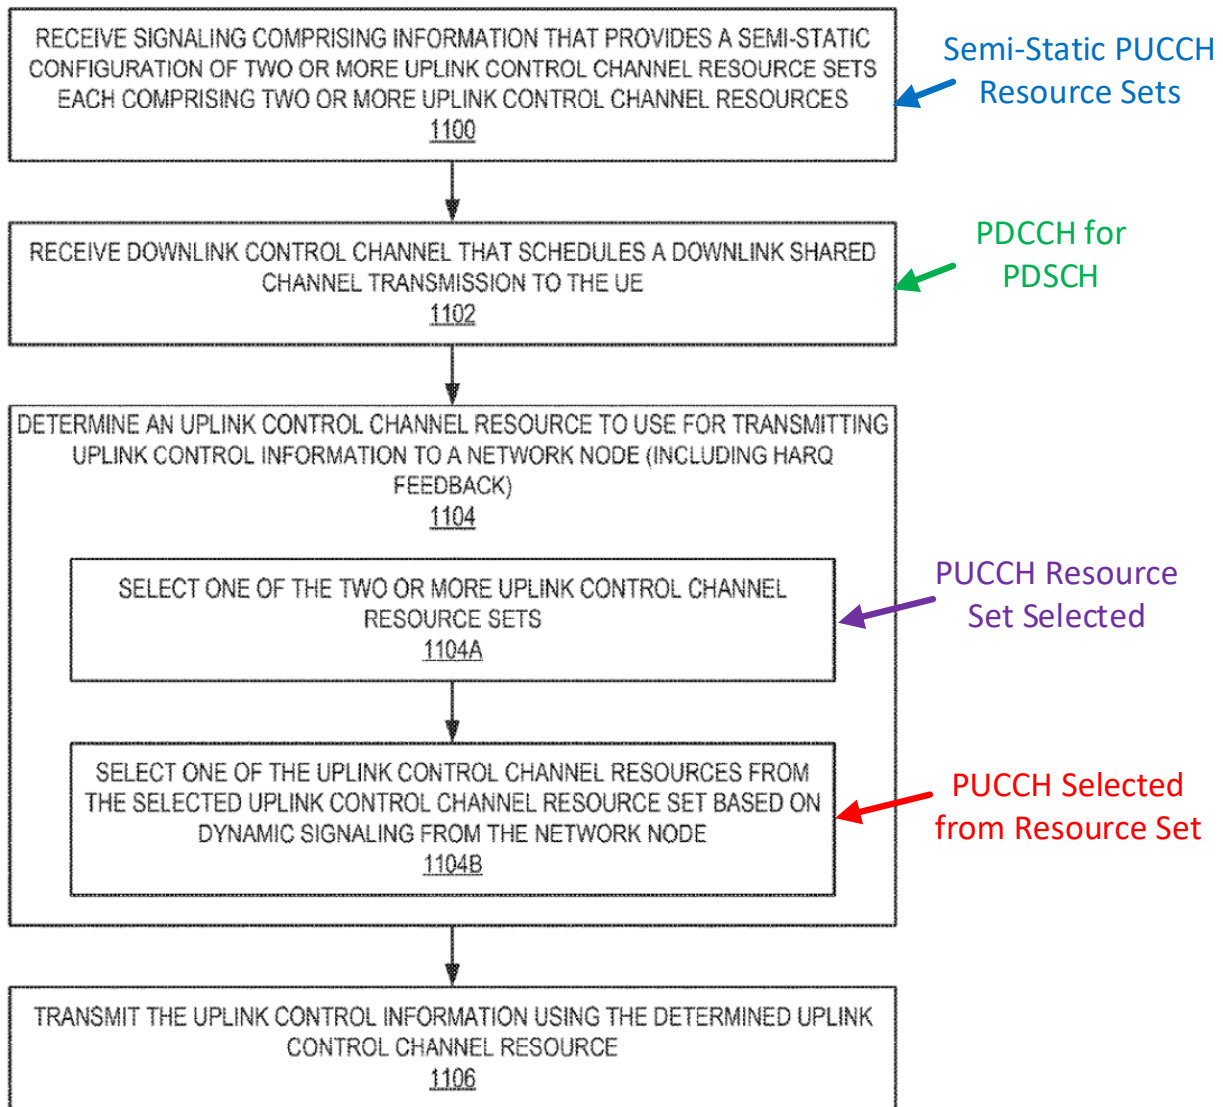 RECEIVE SIGNALING COMPRISING INFORMATION THAT PROVIDES A SEMI-STATIC
CONFIGURATION OF TWO OR MORE UPLINK CONTROL CHANNEL RESOURCE SETS
EACH COMPRISING TWO OR MORE UPLINK CONTROL CHANNEL RESOURCES
1100
Semi-Static PUCCH
Resource Sets
RECEIVE DOWNLINK CONTROL CHANNEL THAT SCHEDULES A DOWNLINK SHARED
CHANNEL TRANSMISSION TO THE UE
1102
PDCCH for
PDSCH
DETERMINE AN UPLINK CONTROL CHANNEL RESOURCE TO USE FOR TRANSMITTING
UPLINK CONTROL INFORMATION TO A NETWORK NODE (INCLUDING HARQ
FEEDBACK)
1104
SELECT ONE OF THE TWO OR MORE UPLINK CONTROL CHANNEL
RESOURCE SETS
1104A
PUCCH Resource
Set Selected
SELECT ONE OF THE UPLINK CONTROL CHANNEL RESOURCES FROM
THE SELECTED UPLINK CONTROL CHANNEL RESOURCE SET BASED ON
DYNAMIC SIGNALING FROM THE NETWORK NODE
1104B
PUCCH Selected
from Resource Set
TRANSMIT THE UPLINK CONTROL INFORMATION USING THE DETERMINED UPLINK
CONTROL CHANNEL RESOURCE
1106